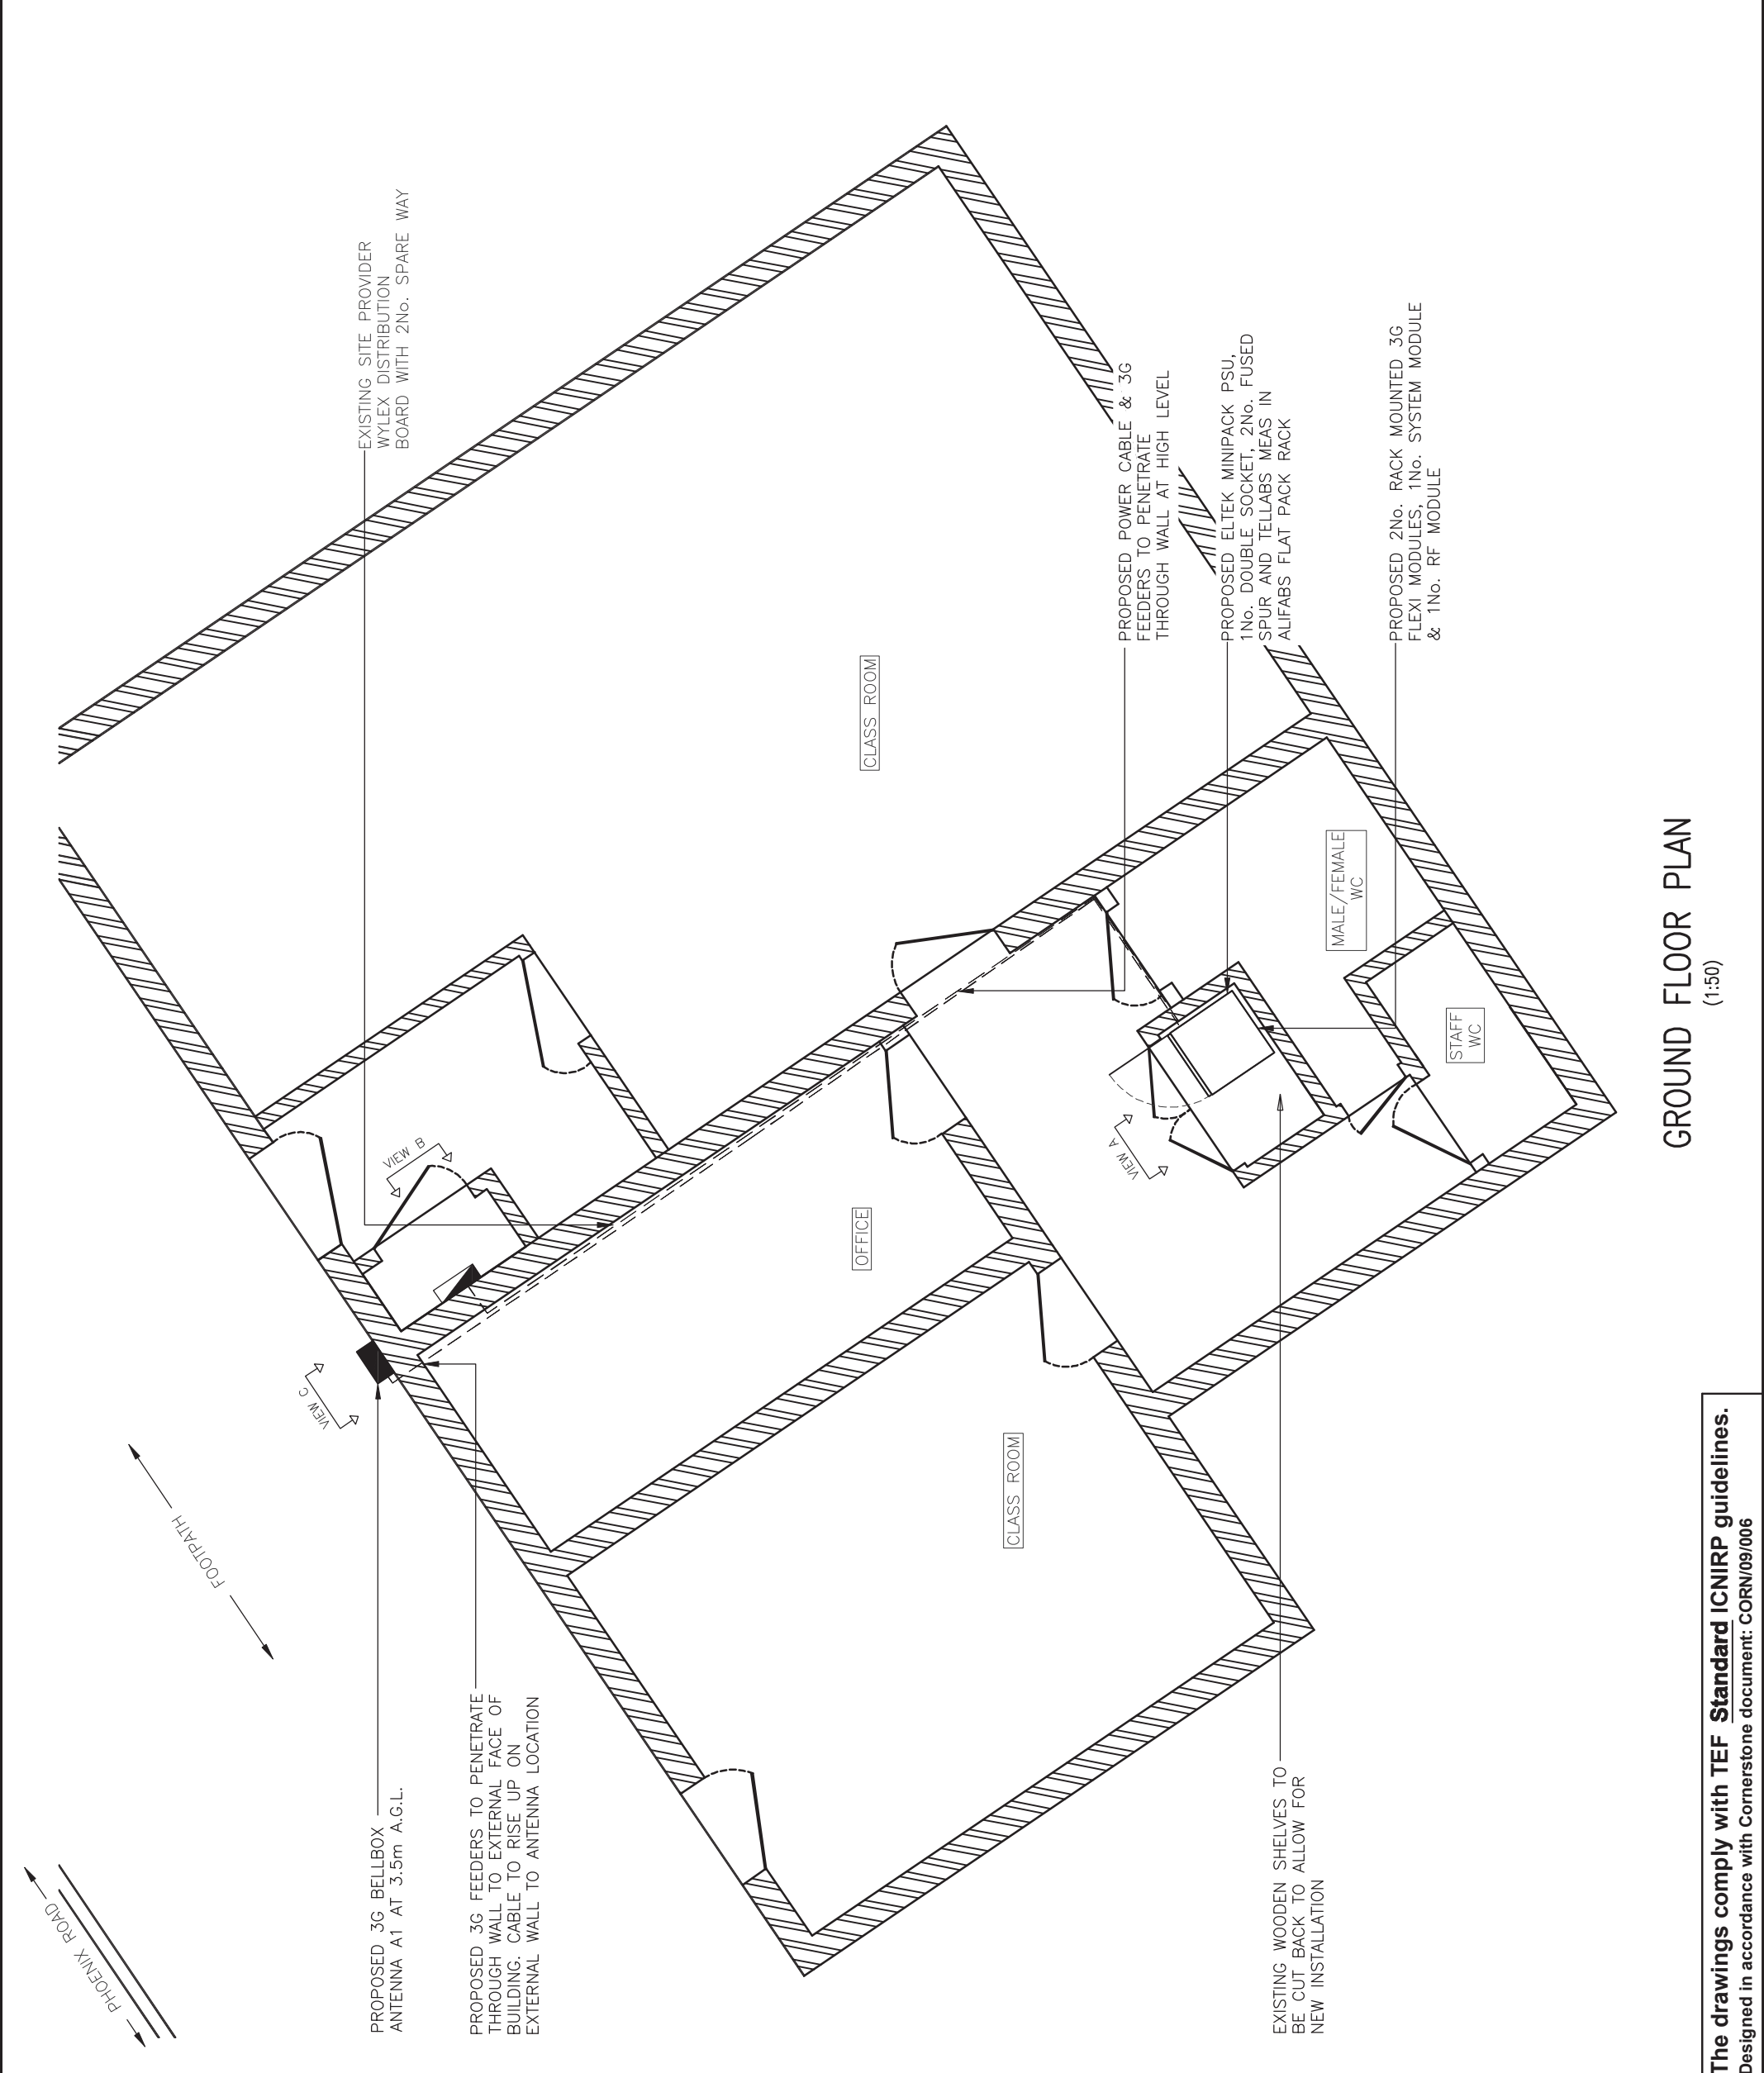 PHOENIX ROAD
FOOTPATH
PROPOSED 3G BELLBOX
ANTENNA A1 AT 3.5m A.G.L.
VIEW C
VIEW B
EXISTING SITE PROVIDER
WYLEX DISTRIBUTION
BOARD WITH 2No. SPARE WAY
PROPOSED 3G FEEDERS TO PENETRATE
THROUGH WALL TO EXTERNAL FACE OF
BUILDING. CABLE TO RISE UP ON
EXTERNAL WALL TO ANTENNA LOCATION
OFFICE
CLASS ROOM
CLASS ROOM
PROPOSED POWER CABLE & 3G
FEEDERS TO PENETRATE
THROUGH WALL AT HIGH LEVEL
VIEW A
PROPOSED ELTEK MINIPACK PSU,
1No. DOUBLE SOCKET, 2No. FUSED
SPUR AND TELLABS MEAS IN
ALIFABS FLAT PACK RACK
EXISTING WOODEN SHELVES TO
BE CUT BACK TO ALLOW FOR
NEW INSTALLATION
MALE/FEMALE
WC
PROPOSED 2No. RACK MOUNTED 3G
FLEXI MODULES, 1No. SYSTEM MODULE
& 1No. RF MODULE
STAFF
WC
GROUND FLOOR PLAN
(1:50)
The drawings comply with TEF Standard ICNIRP guidelines.
Designed in accordance with Cornerstone document: CORN/09/006